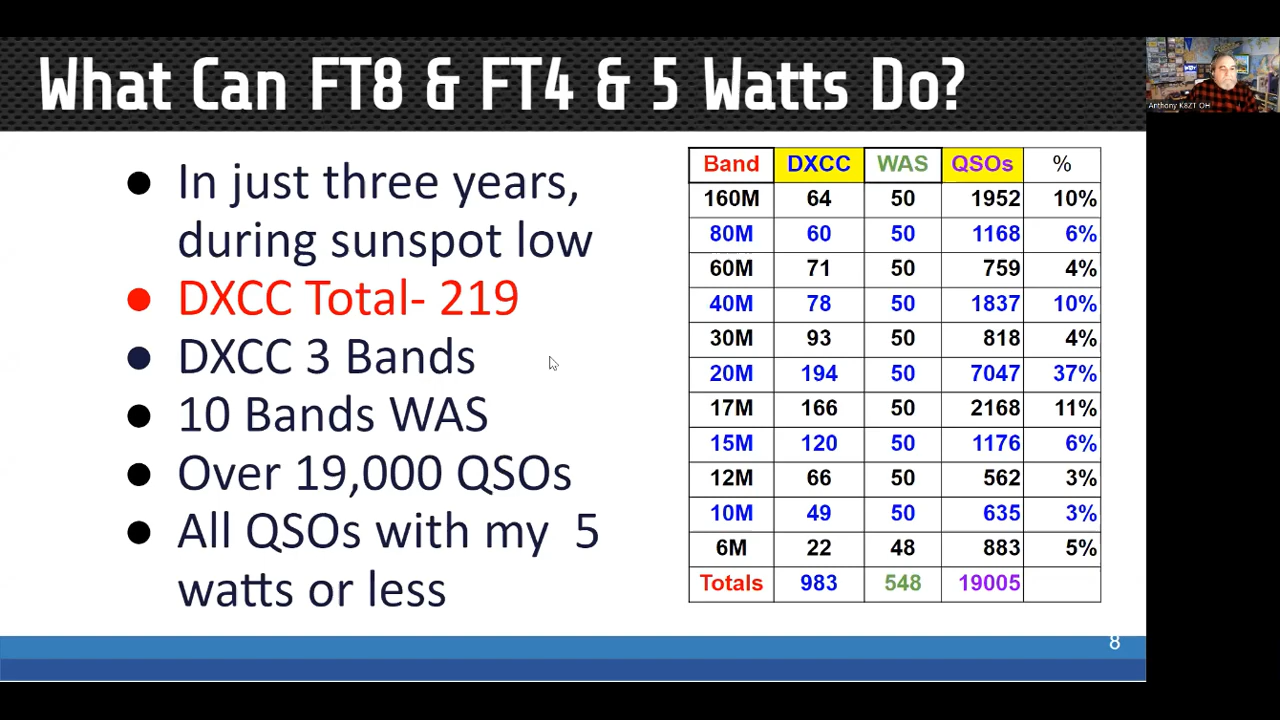 What Can FT8 & FT4 & 5 Watts Do?
Anthony K8ZT OH
● In just three years,
during sunspot low
● DXCC Total- 219
● DXCC 3 Bands
● 10 Bands WAS
● Over 19,000 QSOs
● All QSOs with my  5
watts or less
Band DXCC WAS QSOs %
160M 64 50 1952 10%
80M 60 50 1168 6%
60M 71 50 759 4%
40M 78 50 1837 10%
30M 93 50 818 4%
20M 194 50 7047 37%
17M 166 50 2168 11%
15M 120 50 1176 6%
12M 66 50 562 3%
10M 49 50 635 3%
6M 22 48 883 5%
Totals 983 548 19005
8